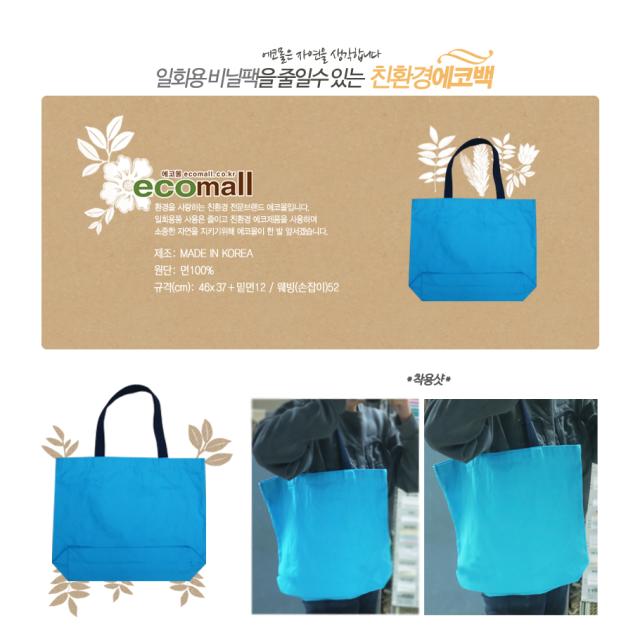 에코몰은 자연을 생각합니다
일회용 비닐팩을 줄일수 있는 친환경에코백
에코몰 ecomall.co.kr
ecomall
환경을 사랑하는 친환경 전문브랜드 에코몰입니다.
일회용품 사용은 줄이고 친환경 에코제품을 사용하여
소중한 자연을 지키기위해 에코몰이 한 발 앞서겠습니다.
제조: MADE IN KOREA
원단: 면100%
규격(cm): 46x37+밑면12 / 웨빙(손잡이)52
*착용샷*